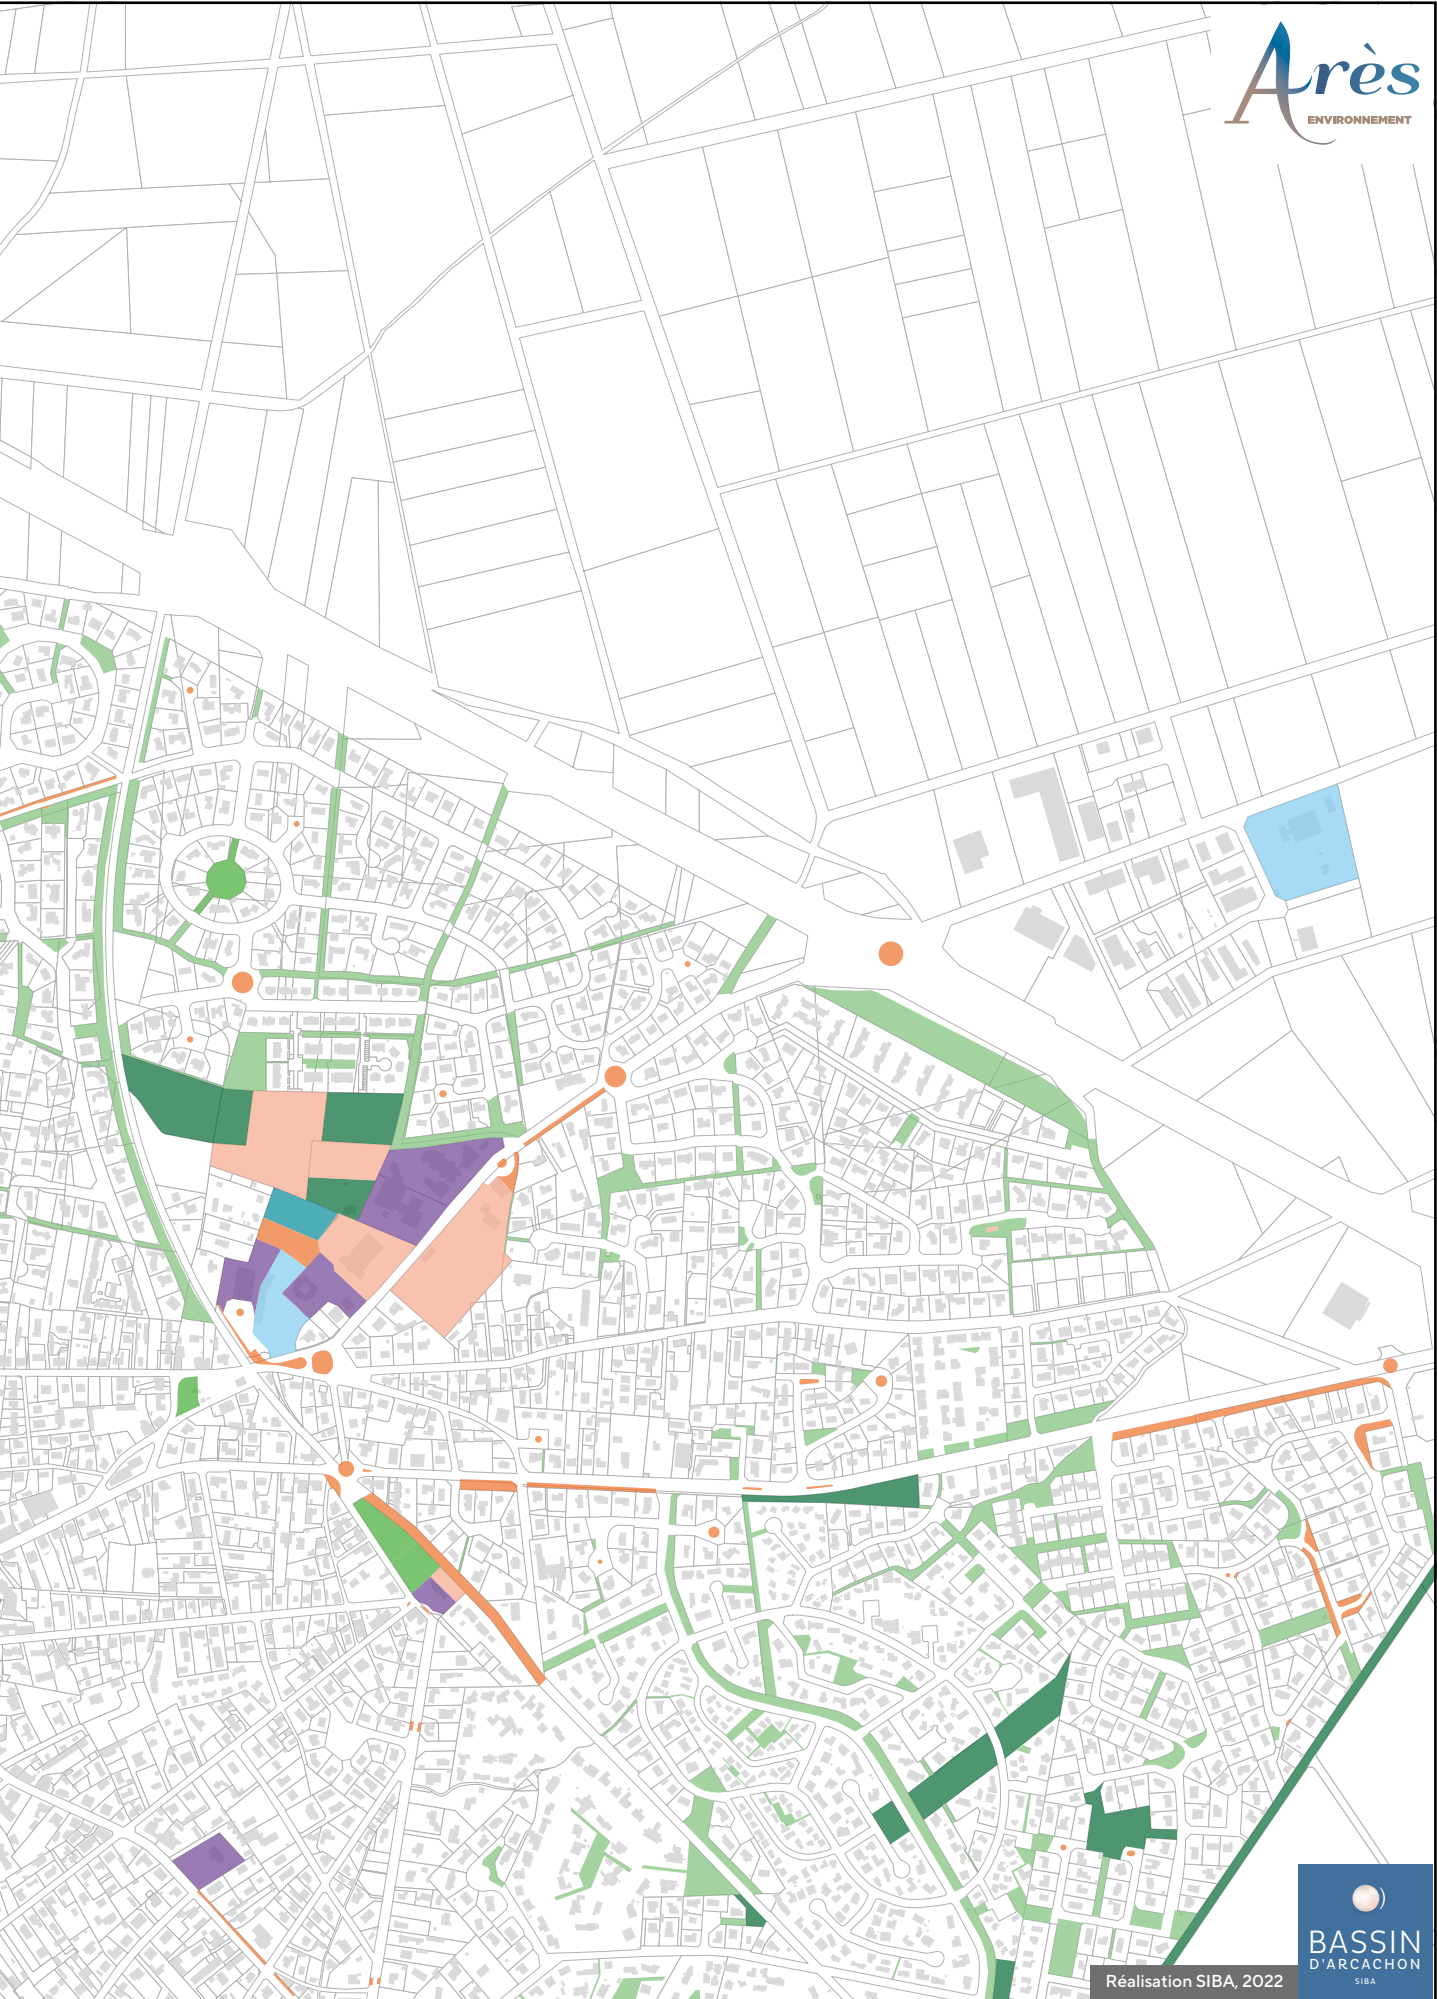 Arès
ENVIRONNEMENT
BASSIN
D'ARCACHON
SIBA
Réalisation SIBA, 2022